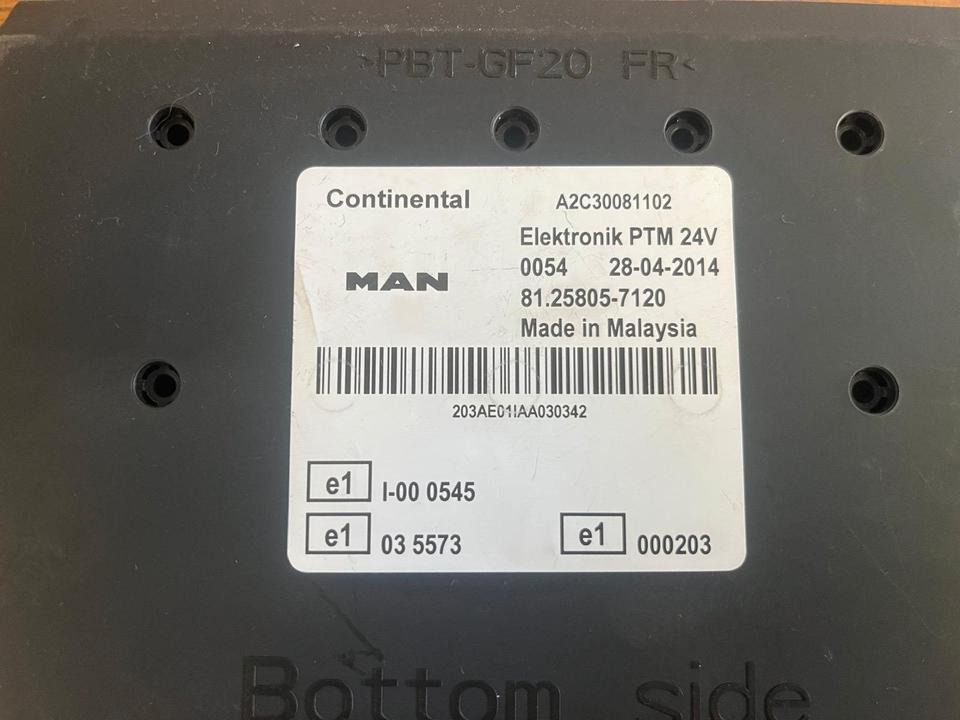 >PBT-GF20 FR<
Continental A2C30081102
Elektronik PTM 24V
0054 28-04-2014
MAN
81.25805-7120
Made in Malaysia
203AE01IAA030342
e1 I-00 0545
e1 03 5573 e1 000203
Bottom side